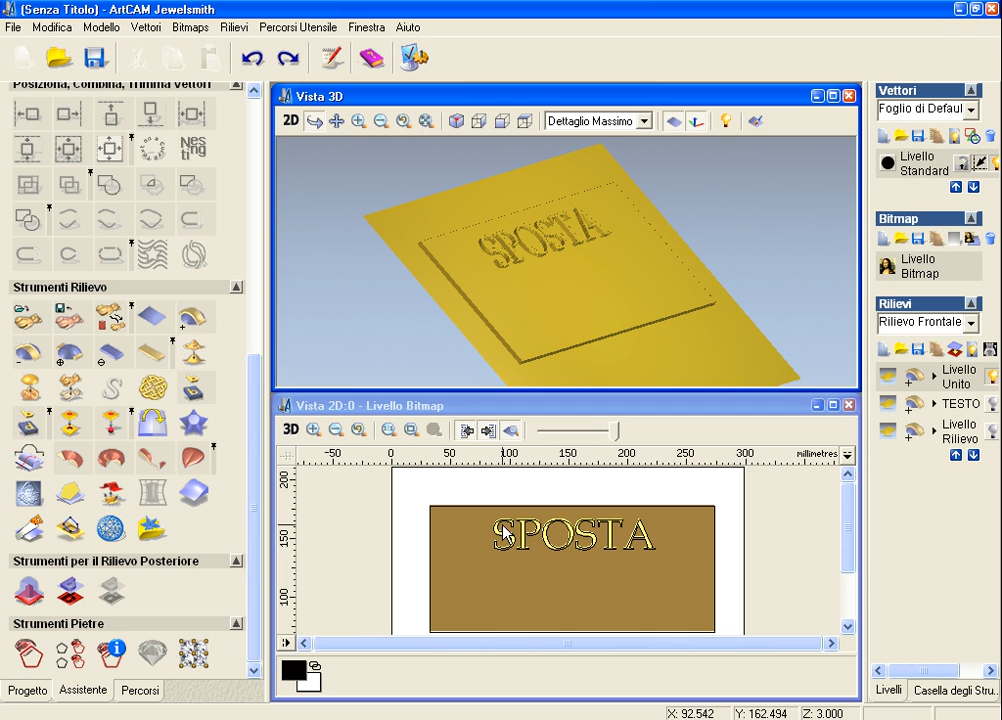 (Senza Titolo) - ArtCAM Jewelsmith
File Modifica Modello Vettori Bitmaps Rilievi Percorsi Utensile Finestra Aiuto
Posiziona, Combina, Trimma Vettori
Nes
ti
ng
Strumenti Rilievo
Strumenti per il Rilievo Posteriore
Strumenti Pietre
Progetto Assistente Percorsi
Vista 3D
2D Dettaglio Massimo
SPOSTA
Vista 2D:0 - Livello Bitmap
3D
-50 0 50 100 150 200 250 300 millimetres
200
150
100
SPOSTA
Vettori
Foglio di Defaul
Livello
Standard
Bitmap
Livello
Bitmap
Rilievi
Rilievo Frontale
Livello
Unito
TESTO
Livello
Rilievo
Livelli Casella degli Stru..
X: 92.542 Y: 162.494 Z: 3.000